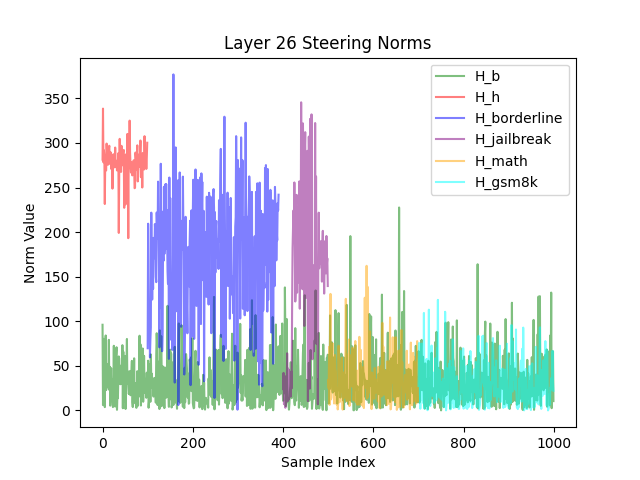 Layer 26 Steering Norms
Norm Value
350
300
250
200
150
100
50
0
0
200
400
600
800
1000
Sample Index
H_b
H_h
H_borderline
H_jailbreak
H_math
H_gsm8k